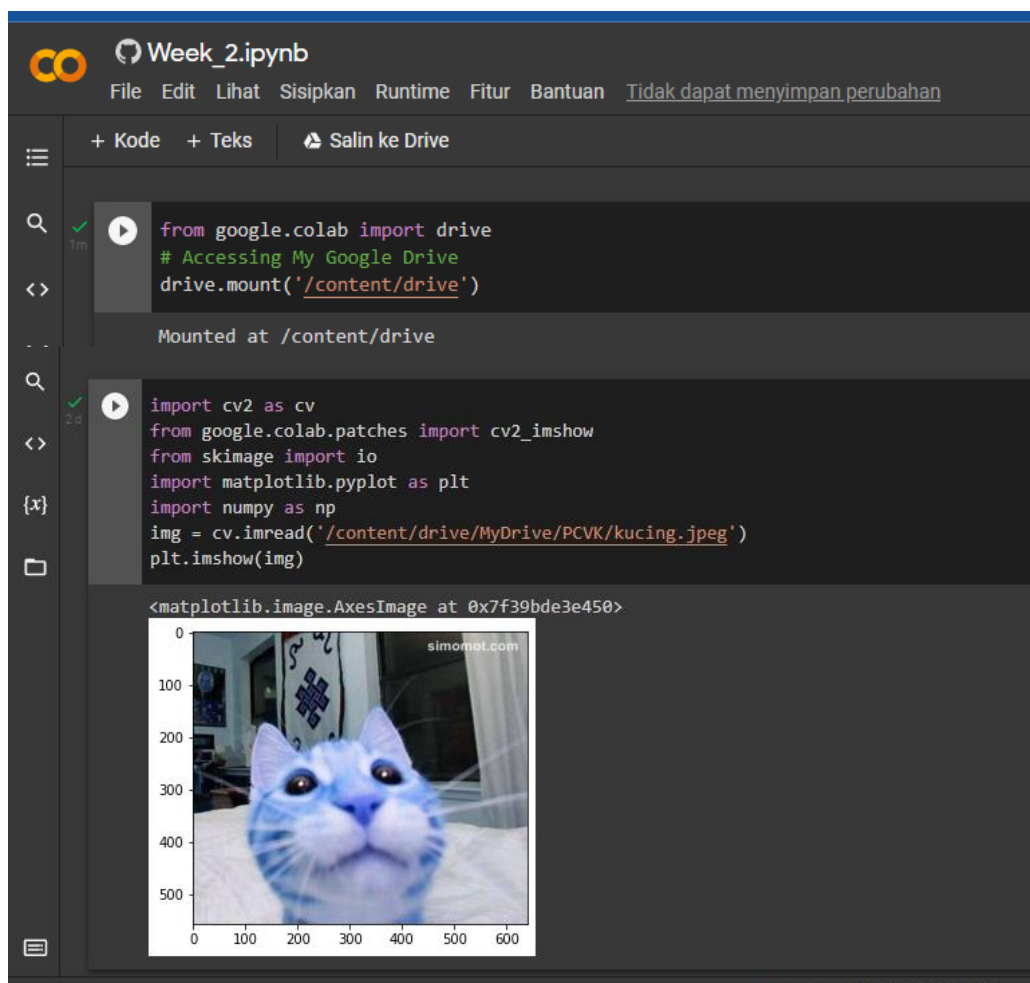 Week_2.ipynb
File Edit Lihat Sisipkan Runtime Fitur Bantuan Tidak dapat menyimpan perubahan
+ Kode + Teks Salin ke Drive
1m
from google.colab import drive
# Accessing My Google Drive
drive.mount('/content/drive')
Mounted at /content/drive
2 d
import cv2 as cv
from google.colab.patches import cv2_imshow
from skimage import io
import matplotlib.pyplot as plt
import numpy as np
img = cv.imread('/content/drive/MyDrive/PCVK/kucing.jpeg')
plt.imshow(img)
{x}
<matplotlib.image.AxesImage at 0x7f39bde3e450>
simomot.com
0
100
200
300
400
500
0 100 200 300 400 500 600